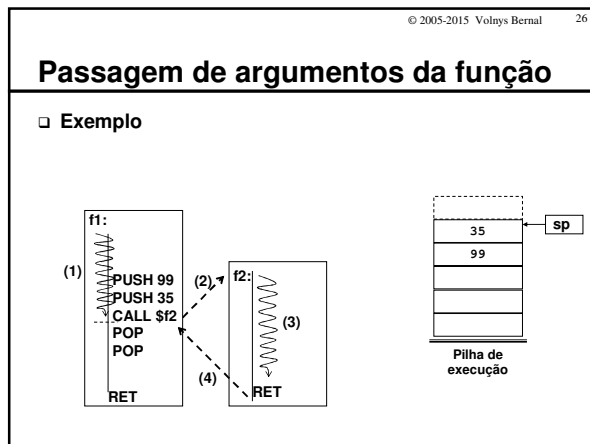 © 2005-2015 Volnys Bernal 26
Passagem de argumentos da função
Exemplo
f1:
(1)
PUSH 99
PUSH 35
CALL $f2
POP
POP
RET
(2)
f2:
(3)
(4)
RET
sp
35
99
Pilha de
execução